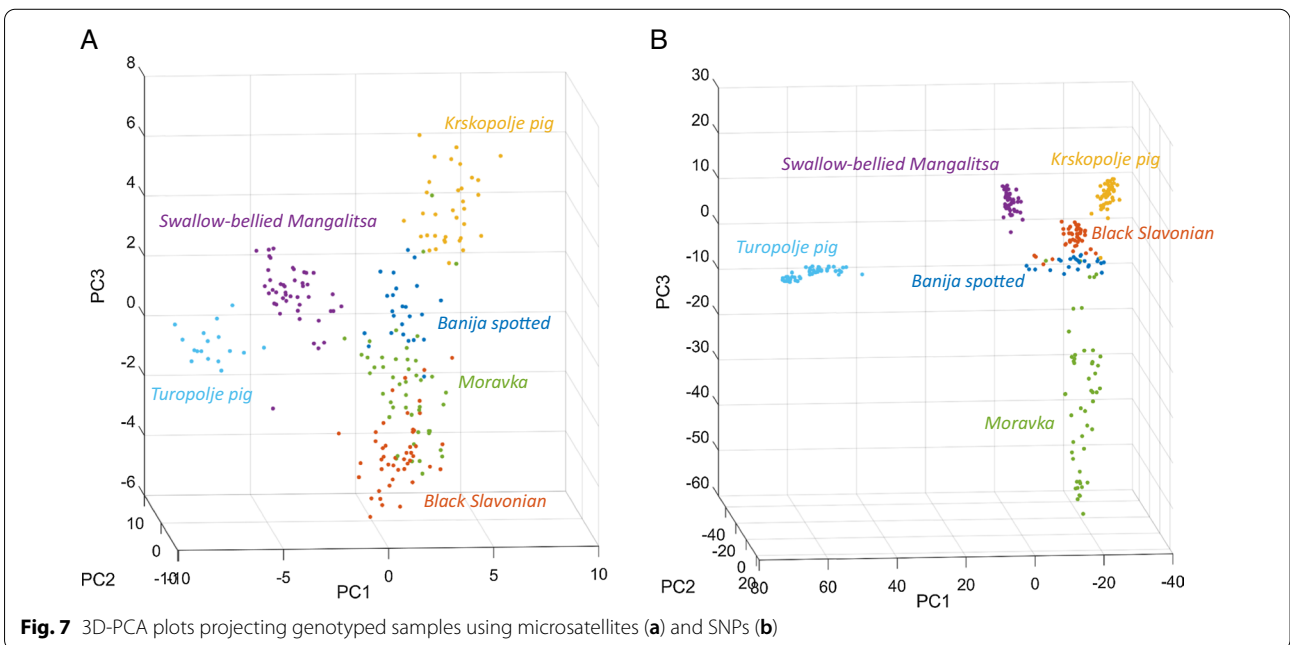 A
8
6
4
2
0
-2
-4
-6
PC3
10
0
-10
PC2
-10
-5
0
5
10
PC1
Krskopolje pig
Swallow-bellied Mangalitsa
Banija spotted
Turopolje pig
Moravka
Black Slavonian
B
30
20
10
0
-10
-20
-30
-40
-50
-60
PC3
-40
-20
0
20
PC2
80
60
40
20
0
-20
-40
PC1
Swallow-bellied Mangalitsa
Krskopolje pig
Black Slavonian
Turopolje pig
Banija spotted
Moravka
Fig. 7 3D-PCA plots projecting genotyped samples using microsatellites (a) and SNPs (b)